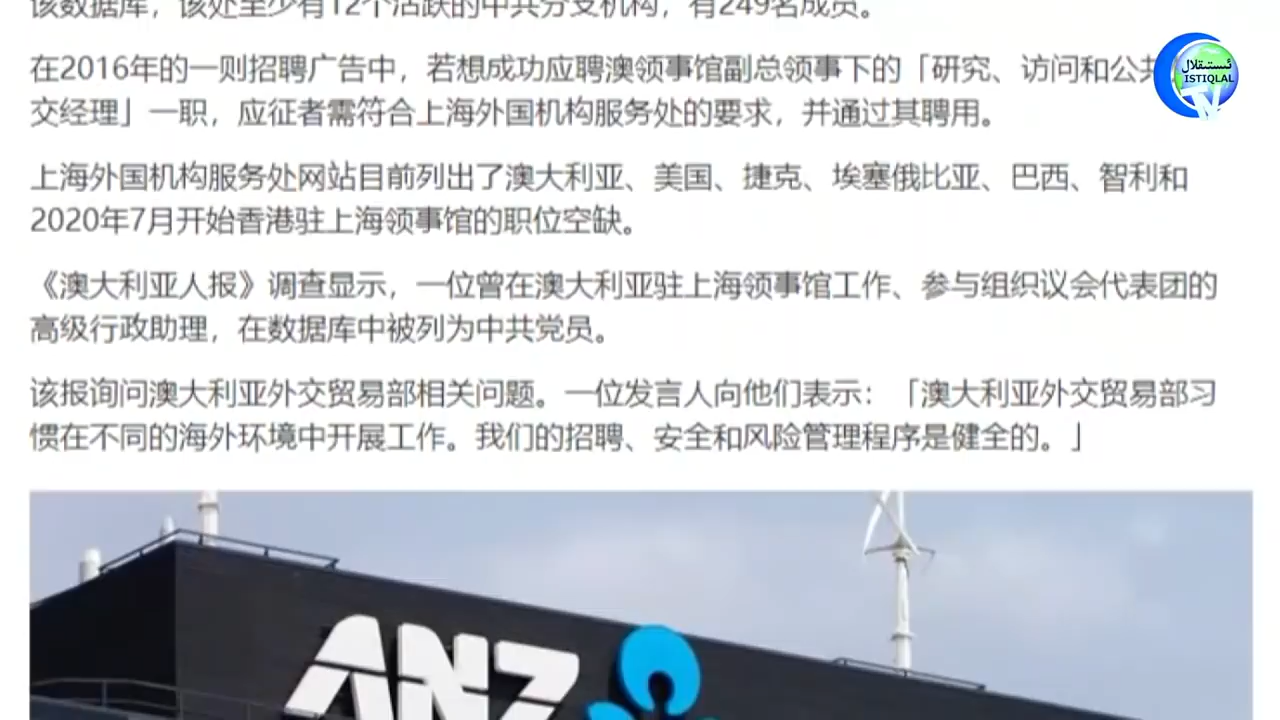 该数据库，该处至少有12个活跃的中共分支机构，有249名成员。
在2016年的一则招聘广告中，若想成功应聘澳领事馆副总领事下的「研究、访问和公共
交经理」一职，应征者需符合上海外国机构服务处的要求，并通过其聘用。
上海外国机构服务处网站目前列出了澳大利亚、美国、捷克、埃塞俄比亚、巴西、智利和
2020年7月开始香港驻上海领事馆的职位空缺。
《澳大利亚人报》调查显示，一位曾在澳大利亚驻上海领事馆工作、参与组织议会代表团的
高级行政助理，在数据库中被列为中共党员。
该报询问澳大利亚外交贸易部相关问题。一位发言人向他们表示：「澳大利亚外交贸易部习
惯在不同的海外环境中开展工作。我们的招聘、安全和风险管理程序是健全的。」
ئىستىقلال
ISTIQLAL
TV
ANZ